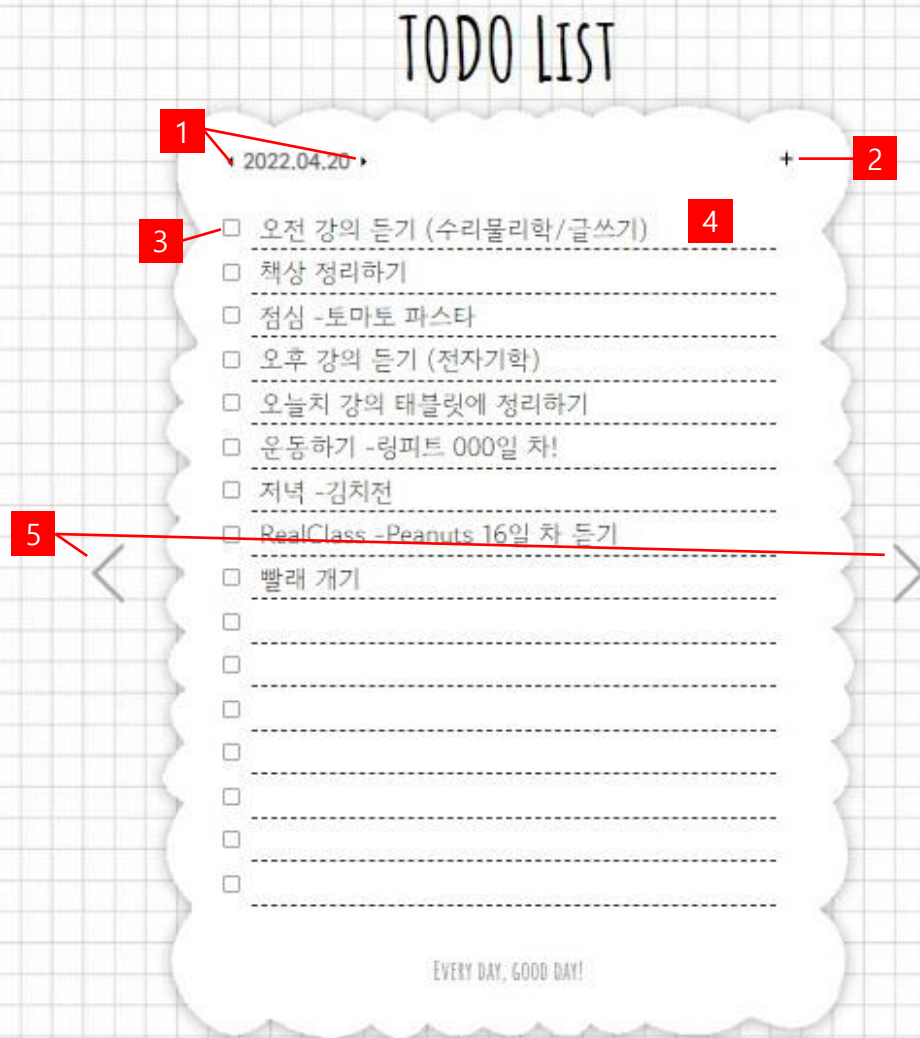 TODO LIST
1
2022.04.20
+
2
3
오전 강의 듣기 (수리물리학/글쓰기)
4
책상 정리하기
점심 -토마토 파스타
오후 강의 듣기 (전자기학)
오늘치 강의 태블릿에 정리하기
운동하기 -링피트 000일 차!
저녁 -김치전
5
RealClass -Peanuts 16일 차 듣기
빨래 개기
EVERY DAY, GOOD DAY!